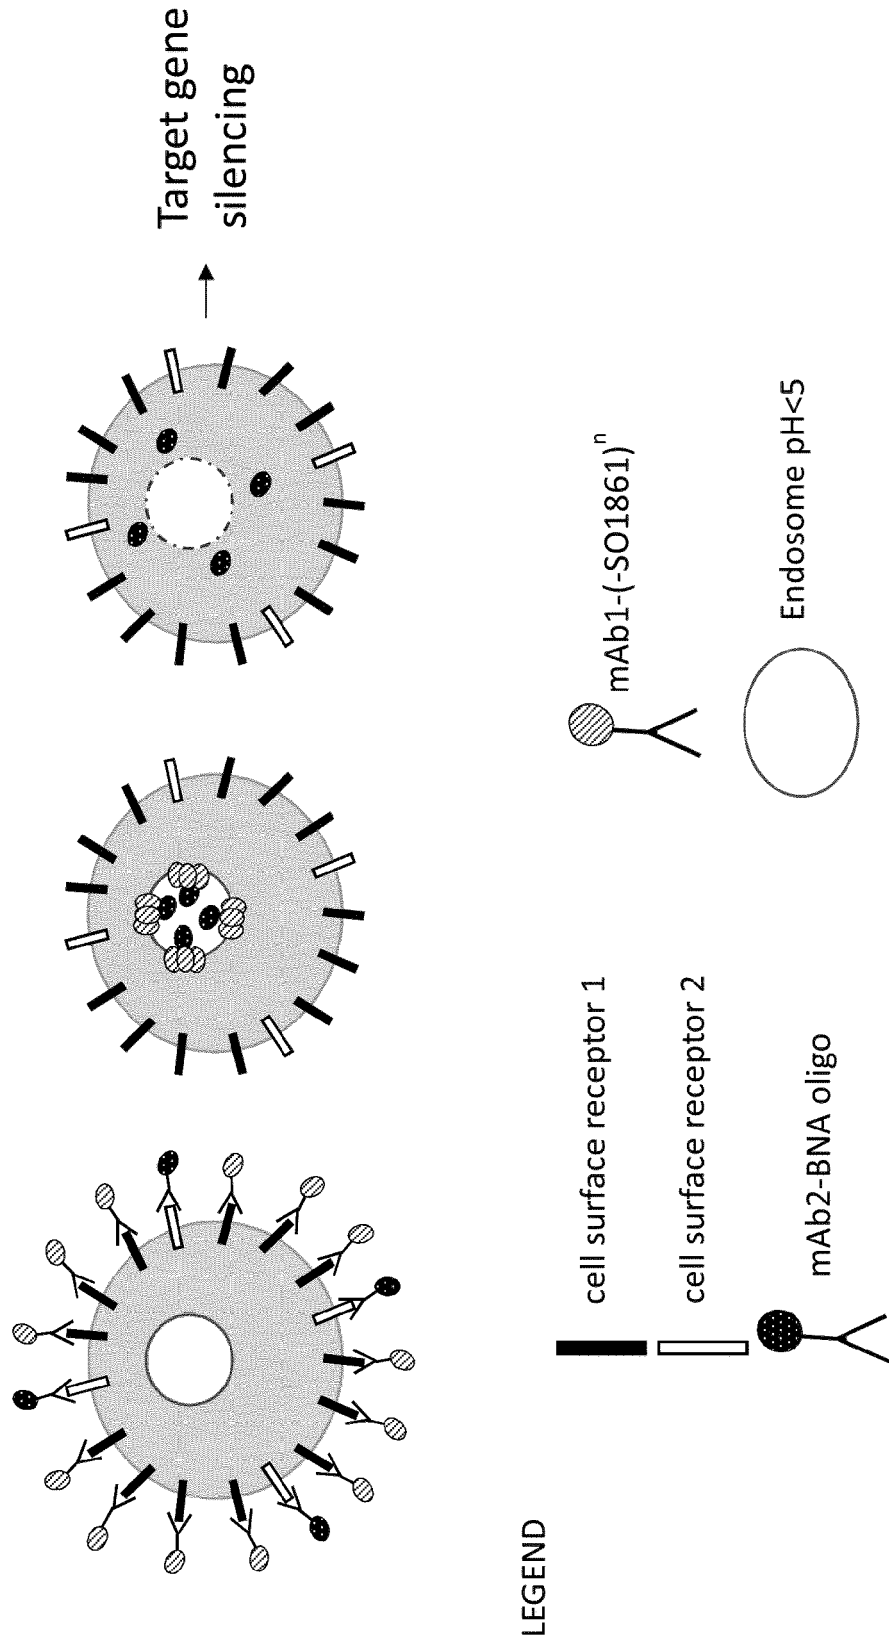 Target gene
silencing
LEGEND
cell surface receptor 1
cell surface receptor 2
mAb2-BNA oligo
mAb1-(-SO1861)ⁿ
Endosome pH<5